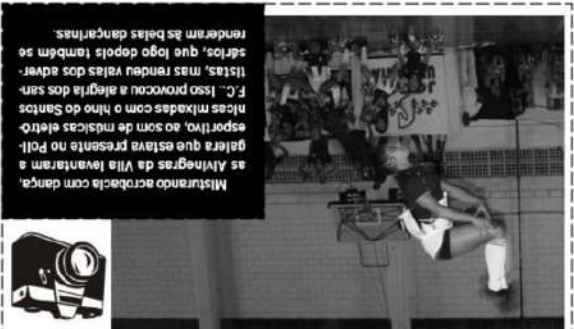 Misturando acrobacia com dança,
as Alvinegras da Vila levantaram a
galera que estava presente no Poli-
esportivo, ao som de músicas eletrô-
nicas mixadas com o hino do Santos
F.C.. Isso provocou a alegria dos san-
tistas, mas rendeu vaias dos adver-
sários, que logo depois também se
renderam às belas dançarinas.